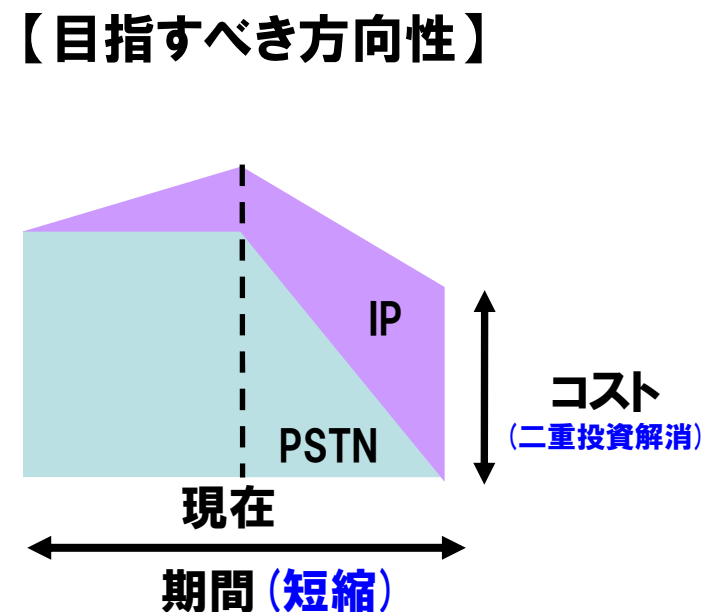 【目指すべき方向性】
IP
コスト
(二重投資解消)
PSTN
現在
期間(短縮)